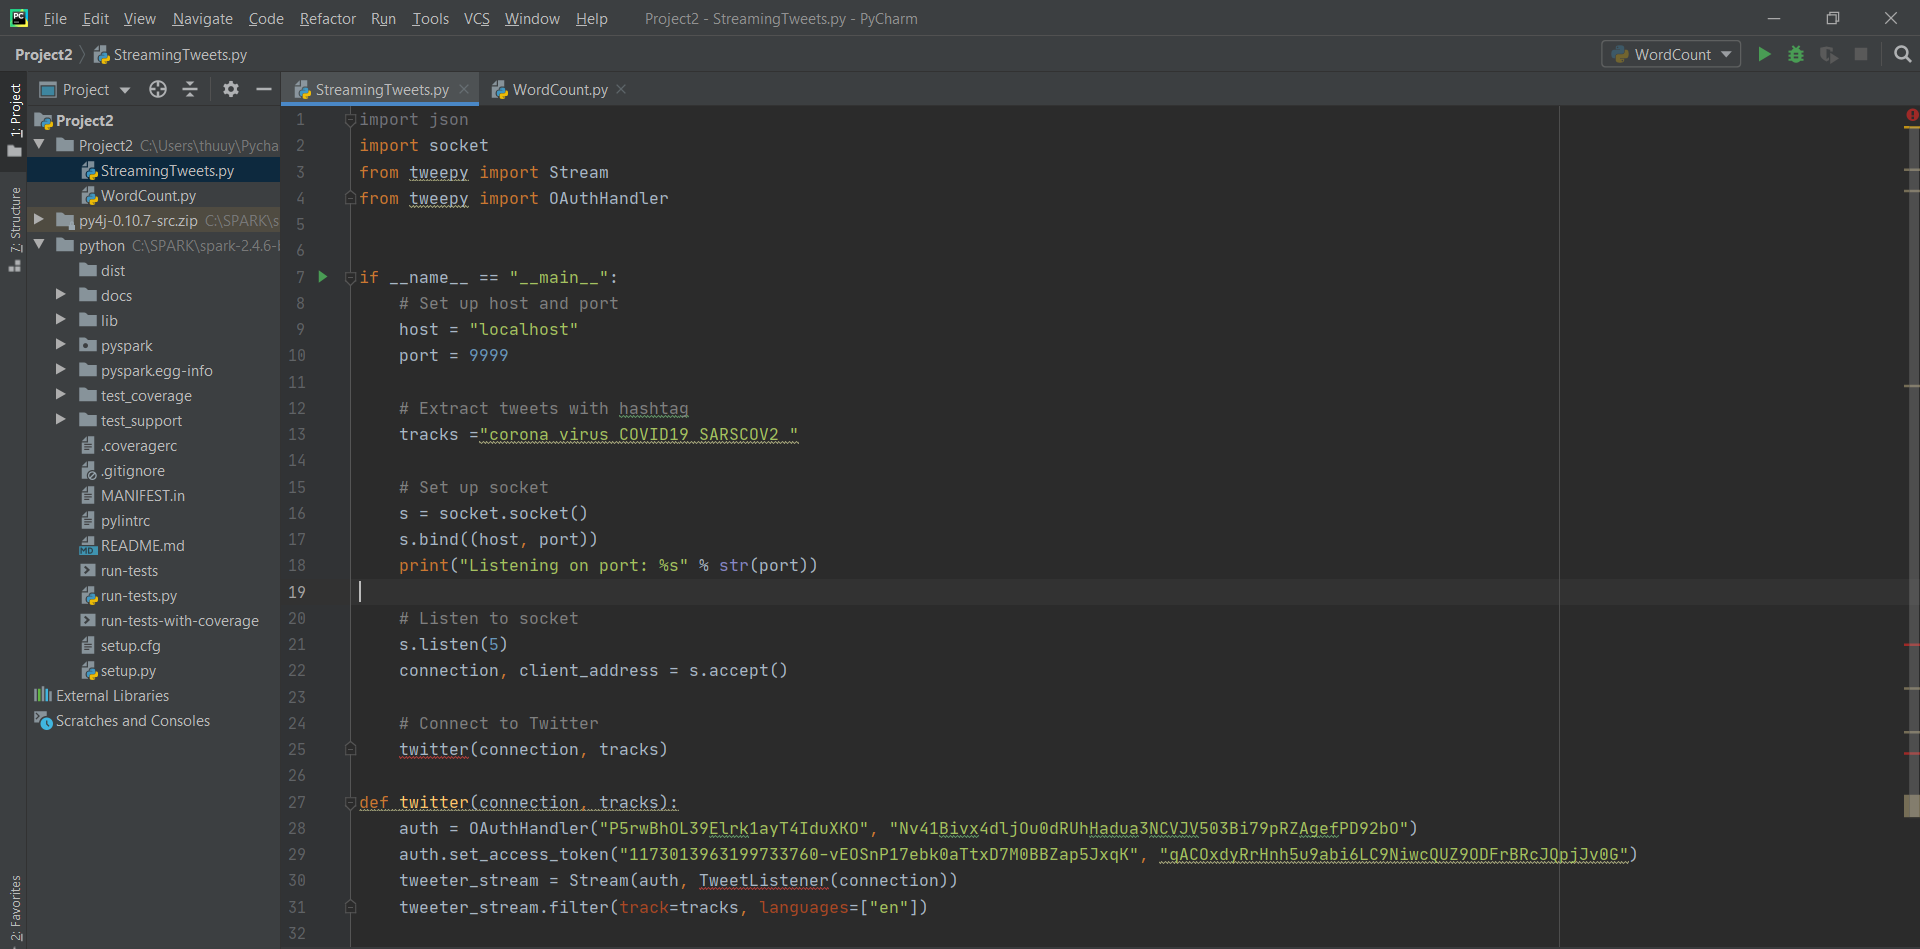 File Edit View Navigate Code Refactor Run Tools VCS Window Help Project2 - StreamingTweets.py - PyCharm
Project2 StreamingTweets.py WordCount
Project StreamingTweets.py WordCount.py
1: Project
7: Structure
2: Favorites
Project2
Project2 C:\Users\thuuy\Pycha
StreamingTweets.py
WordCount.py
py4j-0.10.7-src.zip C:\SPARK\s
python C:\SPARK\spark-2.4.6-
dist
docs
lib
pyspark
pyspark.egg-info
test_coverage
test_support
.coveragerc
.gitignore
MANIFEST.in
pylintrc
README.md
run-tests
run-tests.py
run-tests-with-coverage
setup.cfg
setup.py
External Libraries
Scratches and Consoles
1 import json
2 import socket
3 from tweepy import Stream
4 from tweepy import OAuthHandler
5
6
7 if __name__ == "__main__":
8 # Set up host and port
9 host = "localhost"
10 port = 9999
11
12 # Extract tweets with hashtag
13 tracks ="corona virus COVID19 SARSCOV2 "
14
15 # Set up socket
16 s = socket.socket()
17 s.bind((host, port))
18 print("Listening on port: %s" % str(port))
19
20 # Listen to socket
21 s.listen(5)
22 connection, client_address = s.accept()
23
24 # Connect to Twitter
25 twitter(connection, tracks)
26
27 def twitter(connection, tracks):
28 auth = OAuthHandler("P5rwBhOL39Elrk1ayT4IduXKO", "Nv41Bivx4dljOu0dRUhHadua3NCVJV503Bi79pRZAgefPD92bO")
29 auth.set_access_token("1173013963199733760-vEOSnP17ebk0aTtxD7M0BBZap5JxqK", "gACOxdyRrHnh5u9abi6LC9NiwcQUZ9ODFrBRcJQpjJv0G")
30 tweeter_stream = Stream(auth, TweetListener(connection))
31 tweeter_stream.filter(track=tracks, languages=["en"])
32